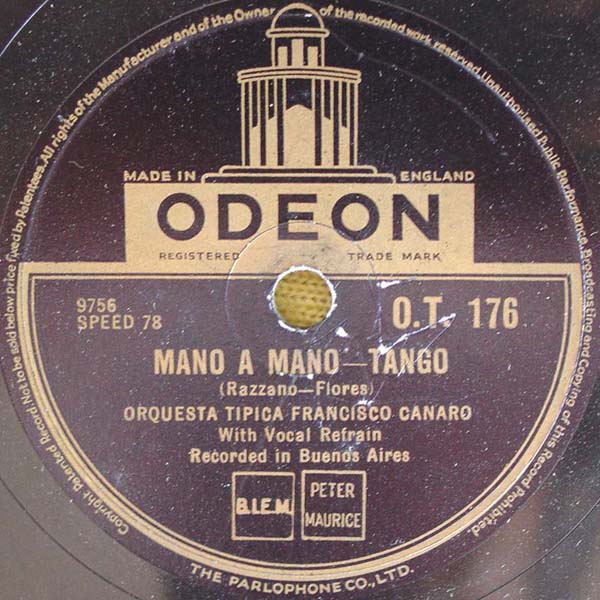 Copyright Patented Record Not to be sold below price fixed by Patentees. All rights of the Manufacturer and of the Owner of the recorded work reserved. Unauthorised Public Performance, Broadcasting and Copying of this Record Prohibited.
MADE IN ENGLAND
ODEON
REGISTERED TRADE MARK
9756
SPEED 78
O.T. 176
MANO A MANO—TANGO
(Razzano—Flores)
ORQUESTA TIPICA FRANCISCO CANARO
With Vocal Refrain
Recorded in Buenos Aires
B.I.E.M.
PETER
MAURICE
THE PARLOPHONE CO., LTD.